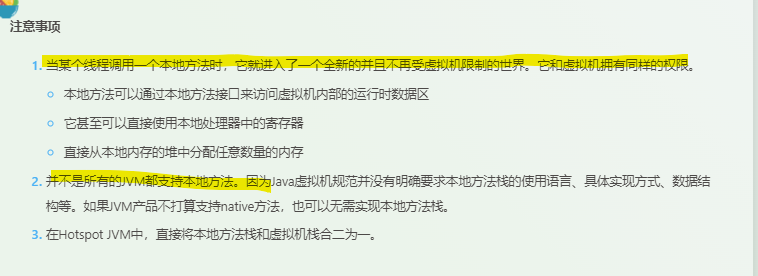 注意事项
1. 当某个线程调用一个本地方法时，它就进入了一个全新的并且不再受虚拟机限制的世界。它和虚拟机拥有同样的权限。
本地方法可以通过本地方法接口来访问虚拟机内部的运行时数据区
它甚至可以直接使用本地处理器中的寄存器
直接从本地内存的堆中分配任意数量的内存
2. 并不是所有的JVM都支持本地方法。因为Java虚拟机规范并没有明确要求本地方法栈的使用语言、具体实现方式、数据结
构等。如果JVM产品不打算支持native方法，也可以无需实现本地方法栈。
3. 在Hotspot JVM中，直接将本地方法栈和虚拟机栈合二为一。